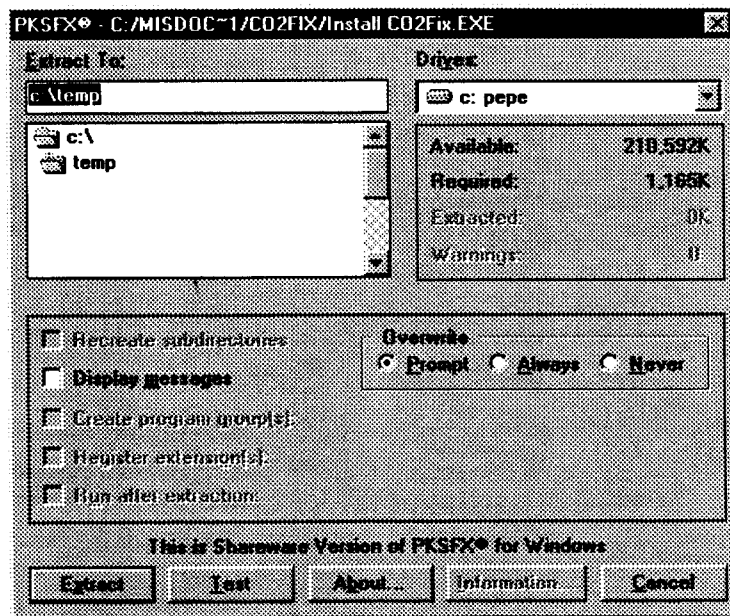 PKSFX® - C:/MISDOC~1/CO2FIX/Install CO2Fix.EXE
Extract To:
c:\temp
c:\
temp
Drives:
c: pepe
Available: 218,592K
Required: 1,165K
Extracted: 0K
Warnings: 0
Recreate subdirectories
Display messages
Create program group(s):
Register extension(s):
Run after extraction:
Overwrite
Prompt Always Never
This is Shareware Version of PKSFX® for Windows
Extract Test About... Information... Cancel